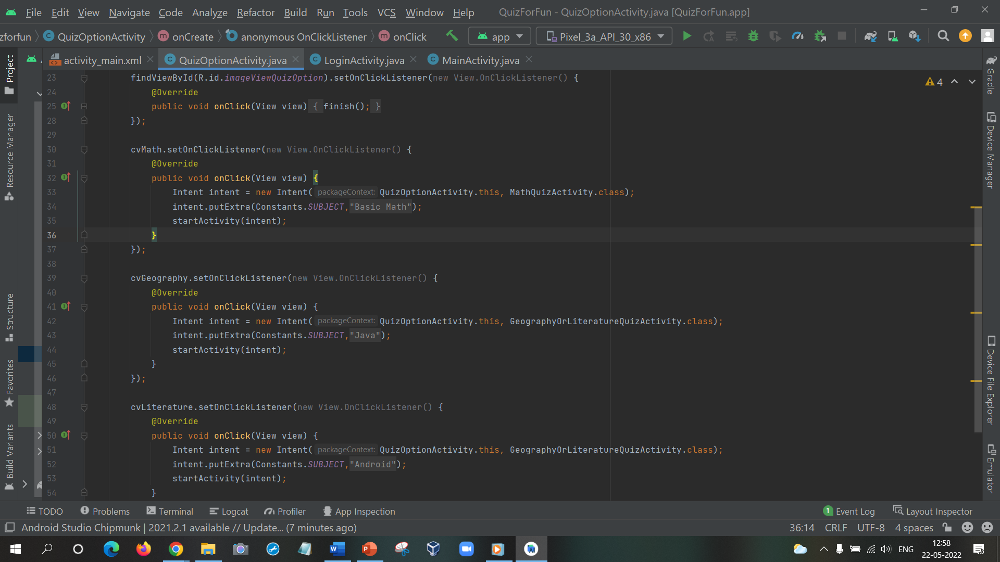 File Edit View Navigate Code Analyze Refactor Build Run Tools VCS Window Help QuizForFun - QuizOptionActivity.java [QuizForFun.app]
zforfun QuizOptionActivity onCreate anonymous OnClickListener onClick app Pixel_3a_API_30_x86
activity_main.xml QuizOptionActivity.java LoginActivity.java MainActivity.java
Project
Resource Manager
Structure
Favorites
Build Variants
23 findViewById(R.id.imageViewQuizOption).setOnClickListener(new View.OnClickListener() {
24 @Override
25 public void onClick(View view) { finish(); }
28 });
29
30 cvMath.setOnClickListener(new View.OnClickListener() {
31 @Override
32 public void onClick(View view) {
33 Intent intent = new Intent( packageContext: QuizOptionActivity.this, MathQuizActivity.class);
34 intent.putExtra(Constants.SUBJECT,"Basic Math");
35 startActivity(intent);
36 }
37 });
38
39 cvGeography.setOnClickListener(new View.OnClickListener() {
40 @Override
41 public void onClick(View view) {
42 Intent intent = new Intent( packageContext: QuizOptionActivity.this, GeographyOrLiteratureQuizActivity.class);
43 intent.putExtra(Constants.SUBJECT,"Java");
44 startActivity(intent);
45 }
46 });
47
48 cvLiterature.setOnClickListener(new View.OnClickListener() {
49 @Override
50 public void onClick(View view) {
51 Intent intent = new Intent( packageContext: QuizOptionActivity.this, GeographyOrLiteratureQuizActivity.class);
52 intent.putExtra(Constants.SUBJECT,"Android");
53 startActivity(intent);
54 }
4
Gradle
Device Manager
Device File Explorer
Emulator
TODO Problems Terminal Logcat Profiler App Inspection 1 Event Log Layout Inspector
Android Studio Chipmunk | 2021.2.1 available // Update... (7 minutes ago) 36:14 CRLF UTF-8 4 spaces
ENG 12:58
22-05-2022